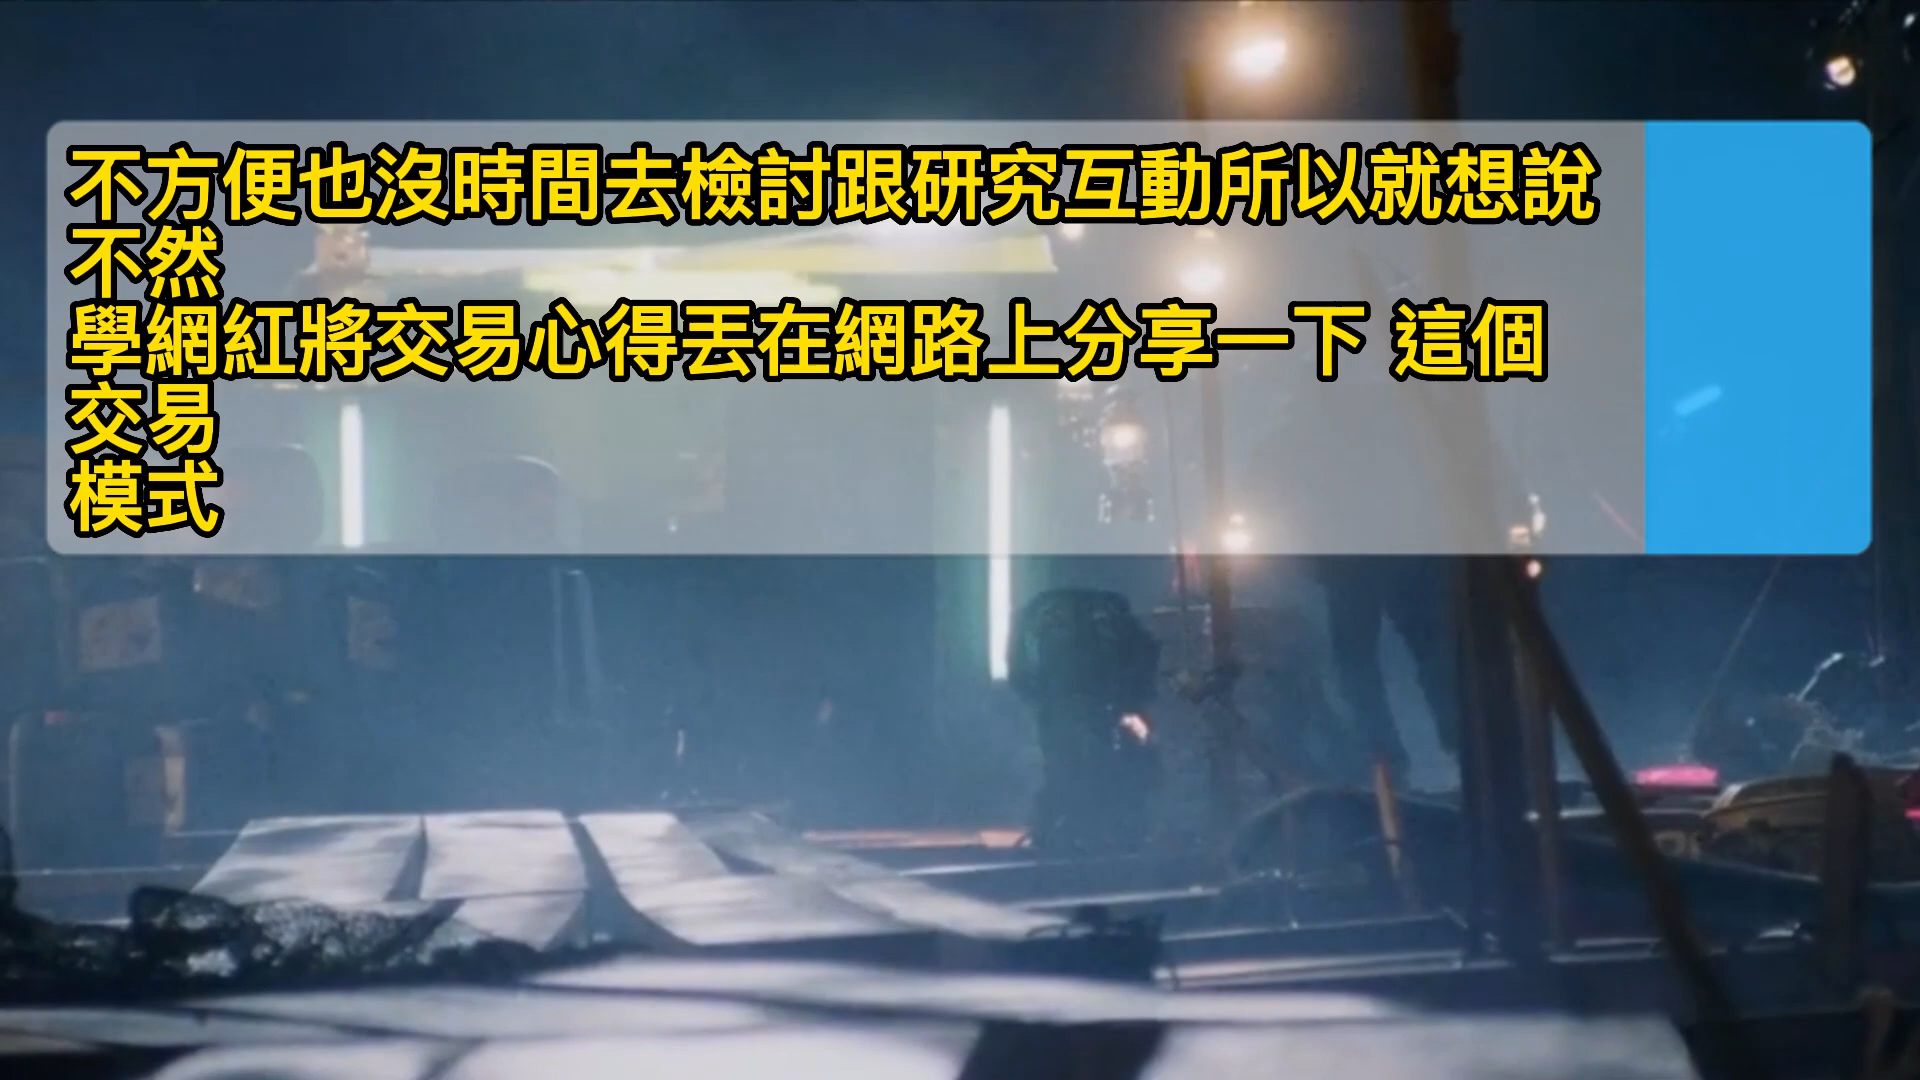 不方便也沒時間去檢討跟研究互動所以就想說
不然
學網紅將交易心得丟在網路上分享一下 這個
交易
模式